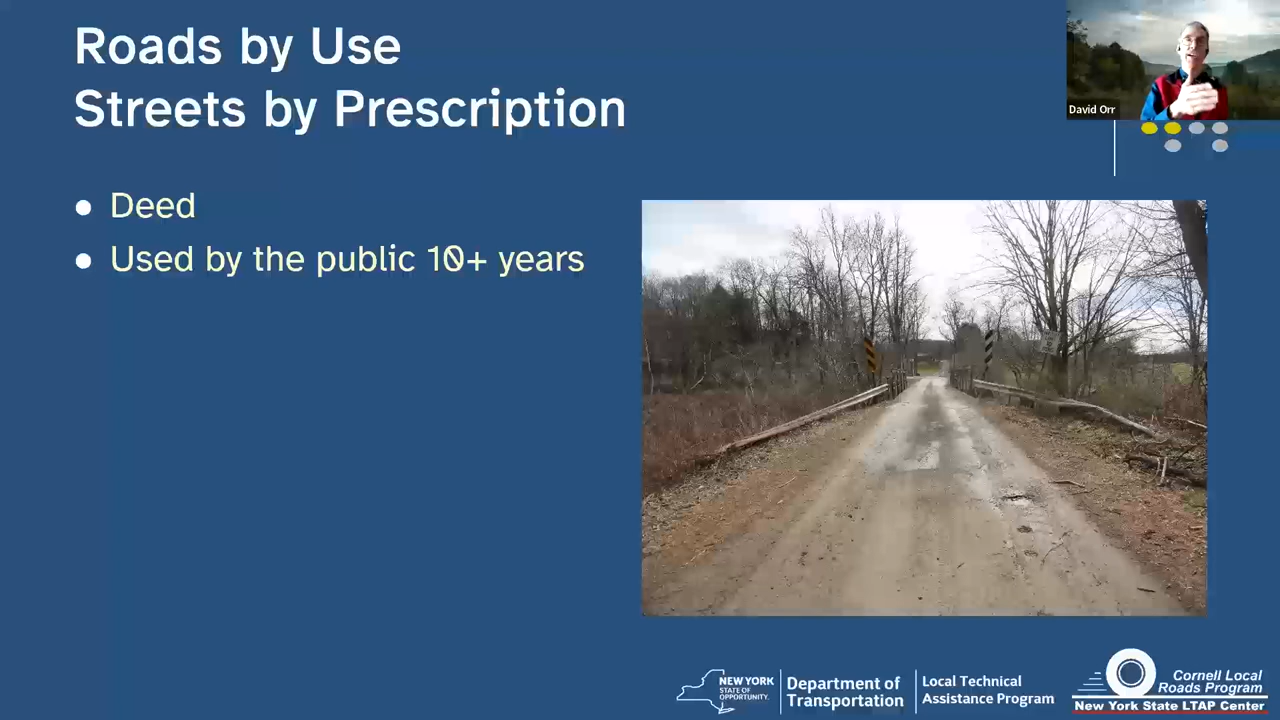 Roads by Use
Streets by Prescription
David Orr
● Deed
● Used by the public 10+ years
NEW YORK
STATE OF
OPPORTUNITY.
Department of
Transportation
Local Technical
Assistance Program
Cornell Local
Roads Program
New York State LTAP Center